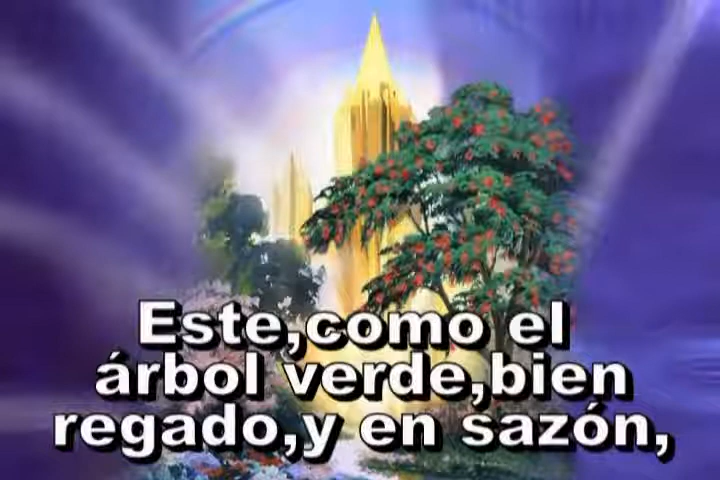 Este,como el
árbol verde,bien
regado,y en sazón,